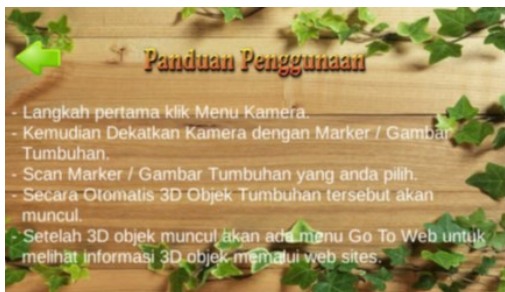 Panduan Penggunaan
- Langkah pertama klik Menu Kamera.
- Kemudian Dekatkan Kamera dengan Marker / Gambar
Tumbuhan.
- Scan Marker / Gambar Tumbuhan yang anda pilih.
- Secara Otomatis 3D Objek Tumbuhan tersebut akan
muncul.
- Setelah 3D objek muncul akan ada menu Go To Web untuk
melihat informasi 3D objek memalui web sites.